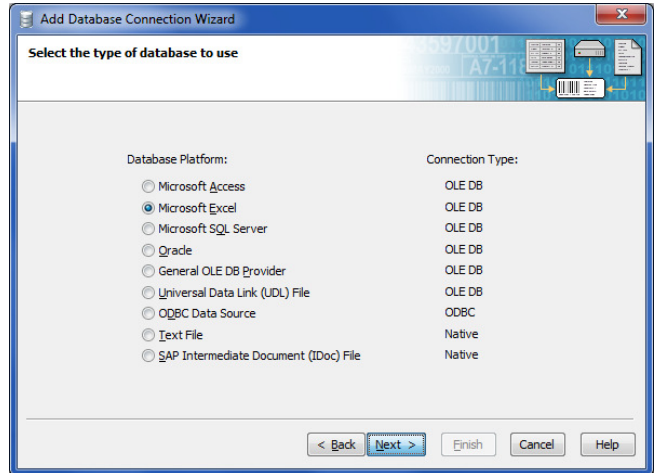 Add Database Connection Wizard
Select the type of database to use
Database Platform: Connection Type:
Microsoft Access OLE DB
Microsoft Excel OLE DB
Microsoft SQL Server OLE DB
Oracle OLE DB
General OLE DB Provider OLE DB
Universal Data Link (UDL) File OLE DB
ODBC Data Source ODBC
Text File Native
SAP Intermediate Document (IDoc) File Native
< Back Next > Finish Cancel Help